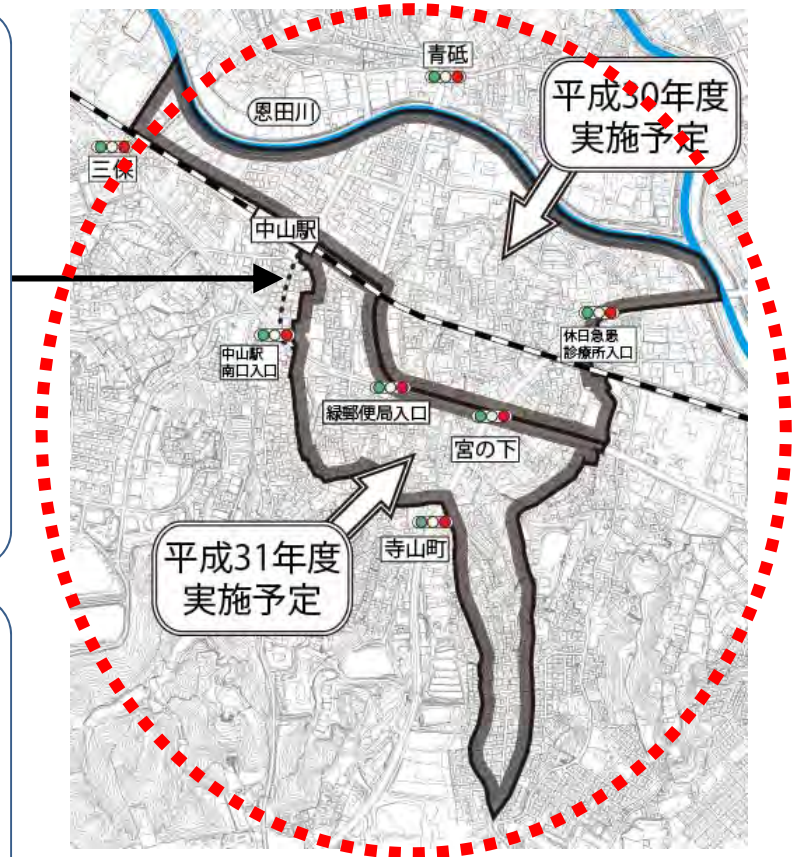 青砥
平成30年度
実施予定
恩田川
三保
中山駅
休日急患
診療所入口
中山駅
南口入口
緑郵便局入口
宮の下
寺山町
平成31年度
実施予定